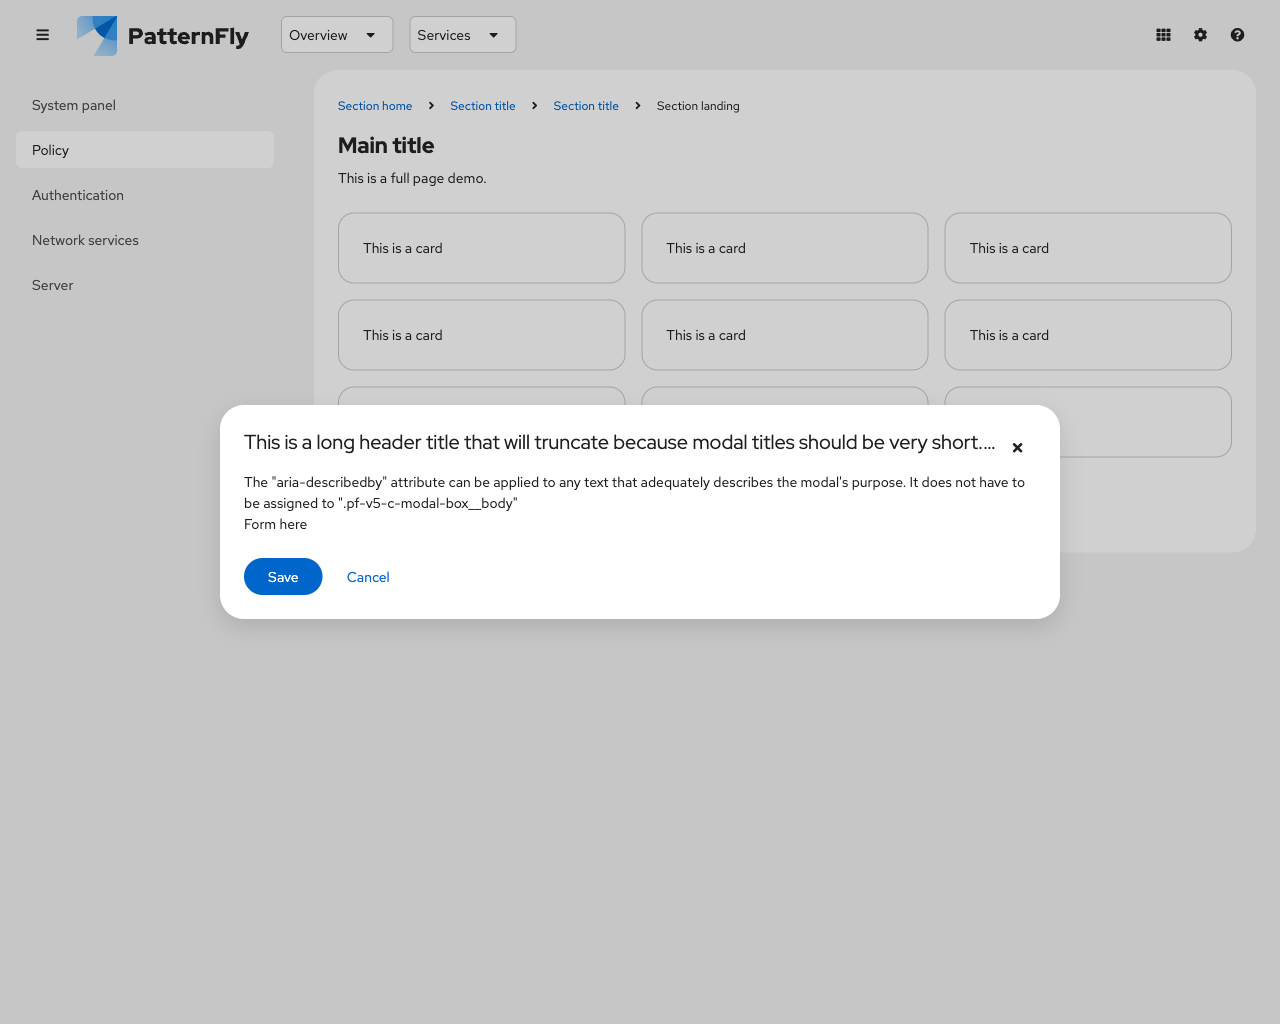 PatternFly
Overview
Services
System panel
Policy
Authentication
Network services
Server
Section home
Section title
Section title
Section landing
Main title
This is a full page demo.
This is a card
This is a card
This is a card
This is a card
This is a card
This is a card
This is a long header title that will truncate because modal titles should be very short....
The "aria-describedby" attribute can be applied to any text that adequately describes the modal's purpose. It does not have to
be assigned to ".pf-v5-c-modal-box__body"
Form here
Save
Cancel